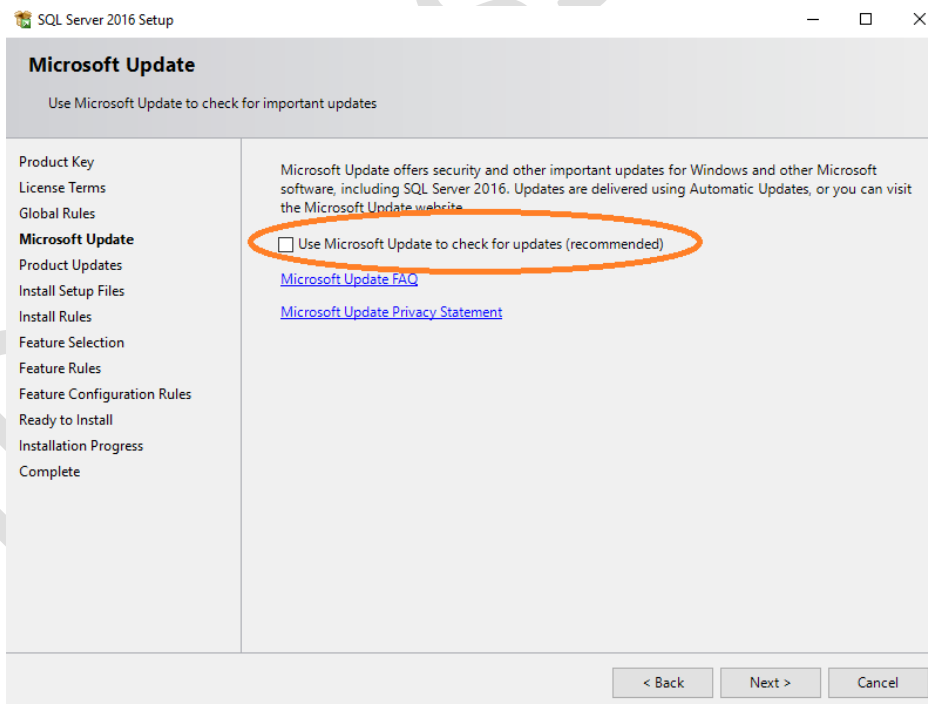 SQL Server 2016 Setup
Microsoft Update
Use Microsoft Update to check for important updates
Product Key
License Terms
Global Rules
Microsoft Update
Product Updates
Install Setup Files
Install Rules
Feature Selection
Feature Rules
Feature Configuration Rules
Ready to Install
Installation Progress
Complete
Microsoft Update offers security and other important updates for Windows and other Microsoft
software, including SQL Server 2016. Updates are delivered using Automatic Updates, or you can visit
the Microsoft Update website.
Use Microsoft Update to check for updates (recommended)
Microsoft Update FAQ
Microsoft Update Privacy Statement
< Back
Next >
Cancel